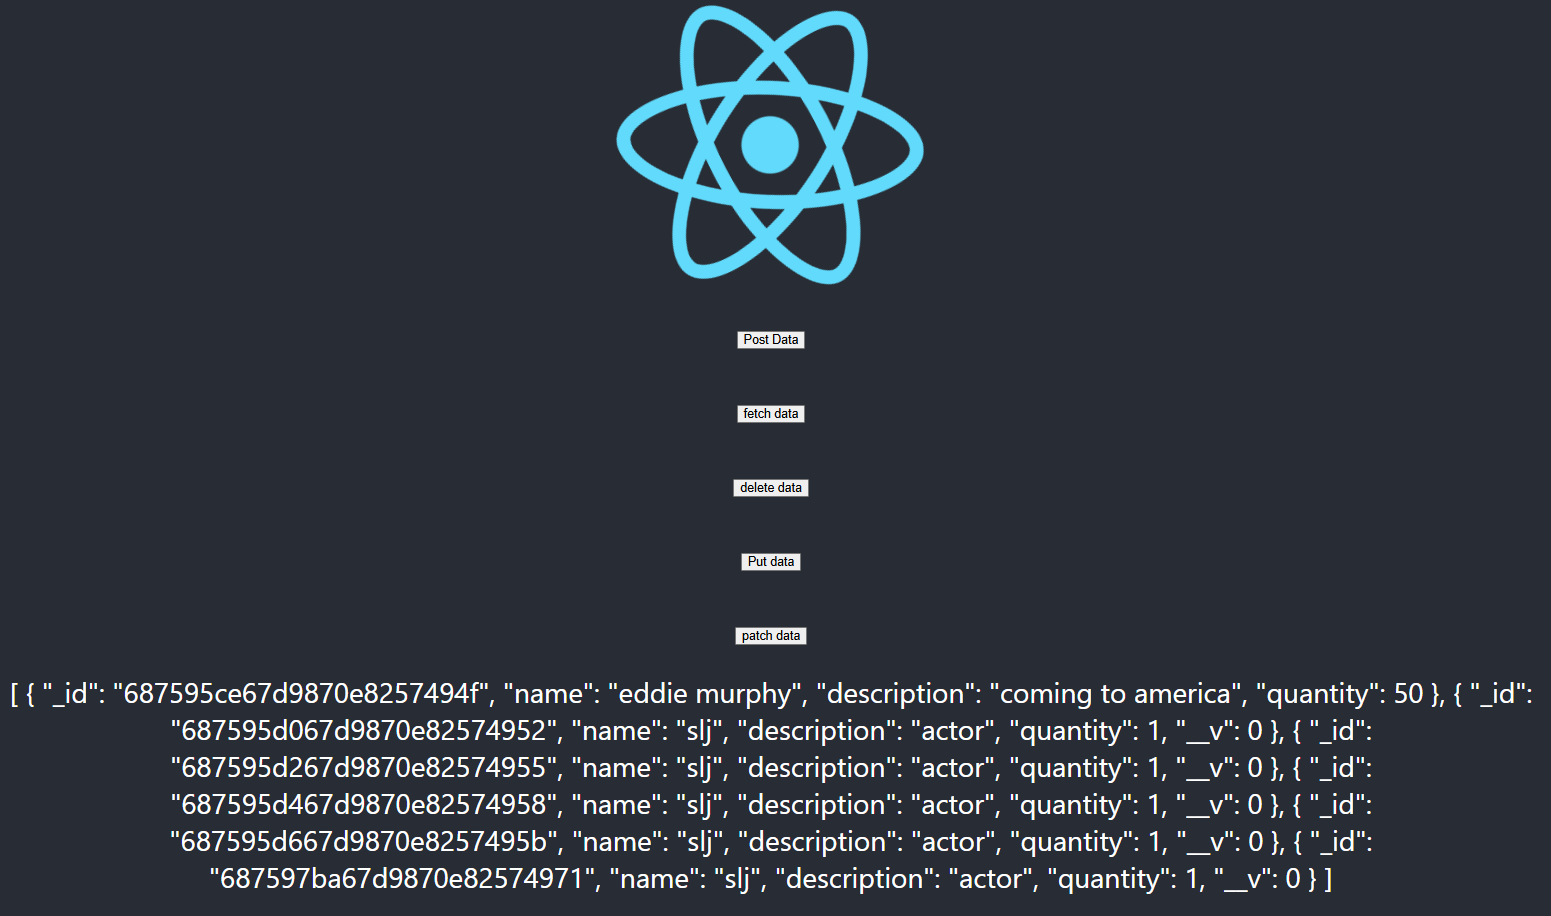 Post Data
fetch data
delete data
Put data
patch data
[ { "_id": "687595ce67d9870e8257494f", "name": "eddie murphy", "description": "coming to america", "quantity": 50 }, { "_id":
"687595d067d9870e82574952", "name": "slj", "description": "actor", "quantity": 1, "__v": 0 }, { "_id":
"687595d267d9870e82574955", "name": "slj", "description": "actor", "quantity": 1, "__v": 0 }, { "_id":
"687595d467d9870e82574958", "name": "slj", "description": "actor", "quantity": 1, "__v": 0 }, { "_id":
"687595d667d9870e8257495b", "name": "slj", "description": "actor", "quantity": 1, "__v": 0 }, { "_id":
"687597ba67d9870e82574971", "name": "slj", "description": "actor", "quantity": 1, "__v": 0 } ]